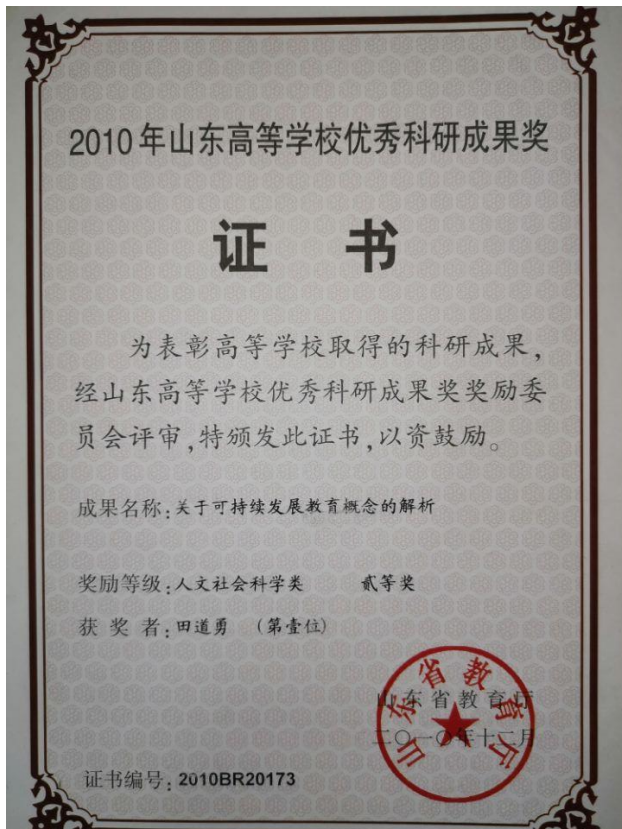 2010年山东高等学校优秀科研成果奖
证 书
为表彰高等学校取得的科研成果，
经山东高等学校优秀科研成果奖奖励委
员会评审，特颁发此证书，以资鼓励。
成果名称：关于可持续发展教育概念的解析
奖励等级：人文社会科学类 贰等奖
获 奖 者：田道勇 （第壹位）
山东省教育厅
山东省教育厅
二〇一〇年十二月
证书编号：2010BR20173